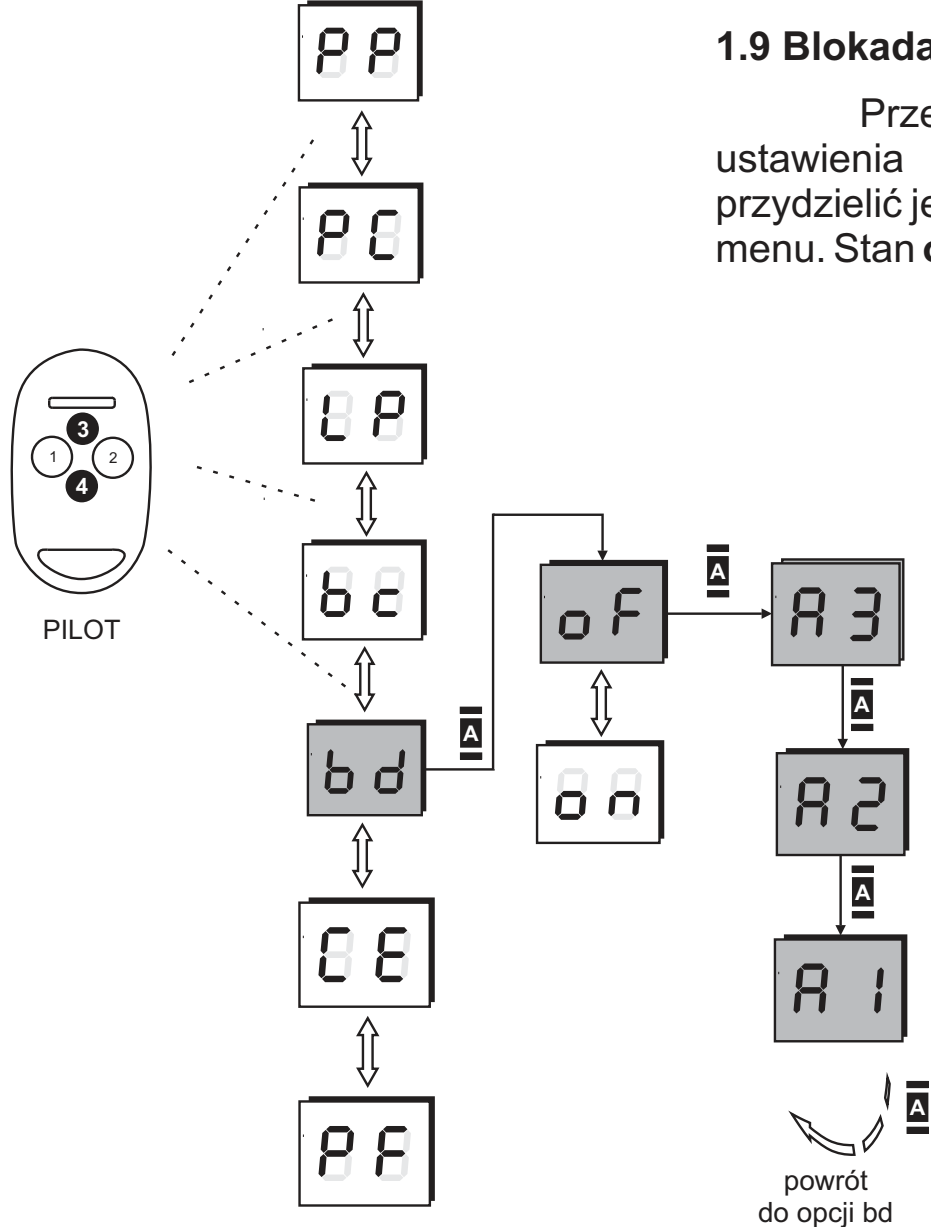 PP
1.9 Blokada
Prze
ustawienia
przydzielić je
menu. Stan
PC
LP
3
1 2
4
PILOT
bc
bd
A
oF
A
A3
A
on
A2
A
A1
CE
A
PF
powrót
do opcji bd